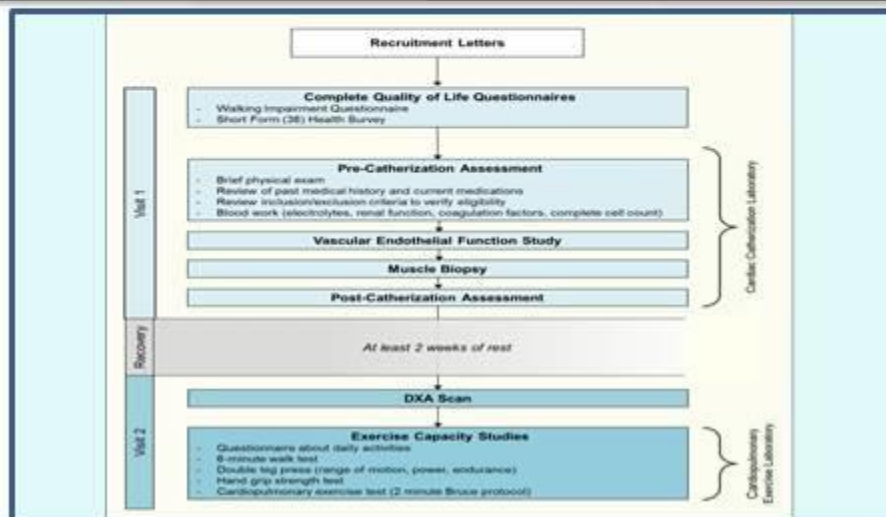 Recruitment Letters
Complete Quality of Life Questionnaires
- Walking Impairment Questionnaire
- Short Form (36) Health Survey
Visit 1
Pre-Catherization Assessment
- Brief physical exam
- Review of past medical history and current medications
- Review inclusion/exclusion criteria to verify eligibility
- Blood work (electrolytes, renal function, coagulation factors, complete cell count)
Vascular Endothelial Function Study
Muscle Biopsy
Post-Catherization Assessment
Cardiac Catherization Laboratory
Recovery
At least 2 weeks of rest
Visit 2
DXA Scan
Exercise Capacity Studies
- Questionnaire about daily activities
- 6-minute walk test
- Double leg press (range of motion, power, endurance)
- Hand grip strength test
- Cardiopulmonary exercise test (2 minute Bruce protocol)
Cardiopulmonary
Exercise Laboratory